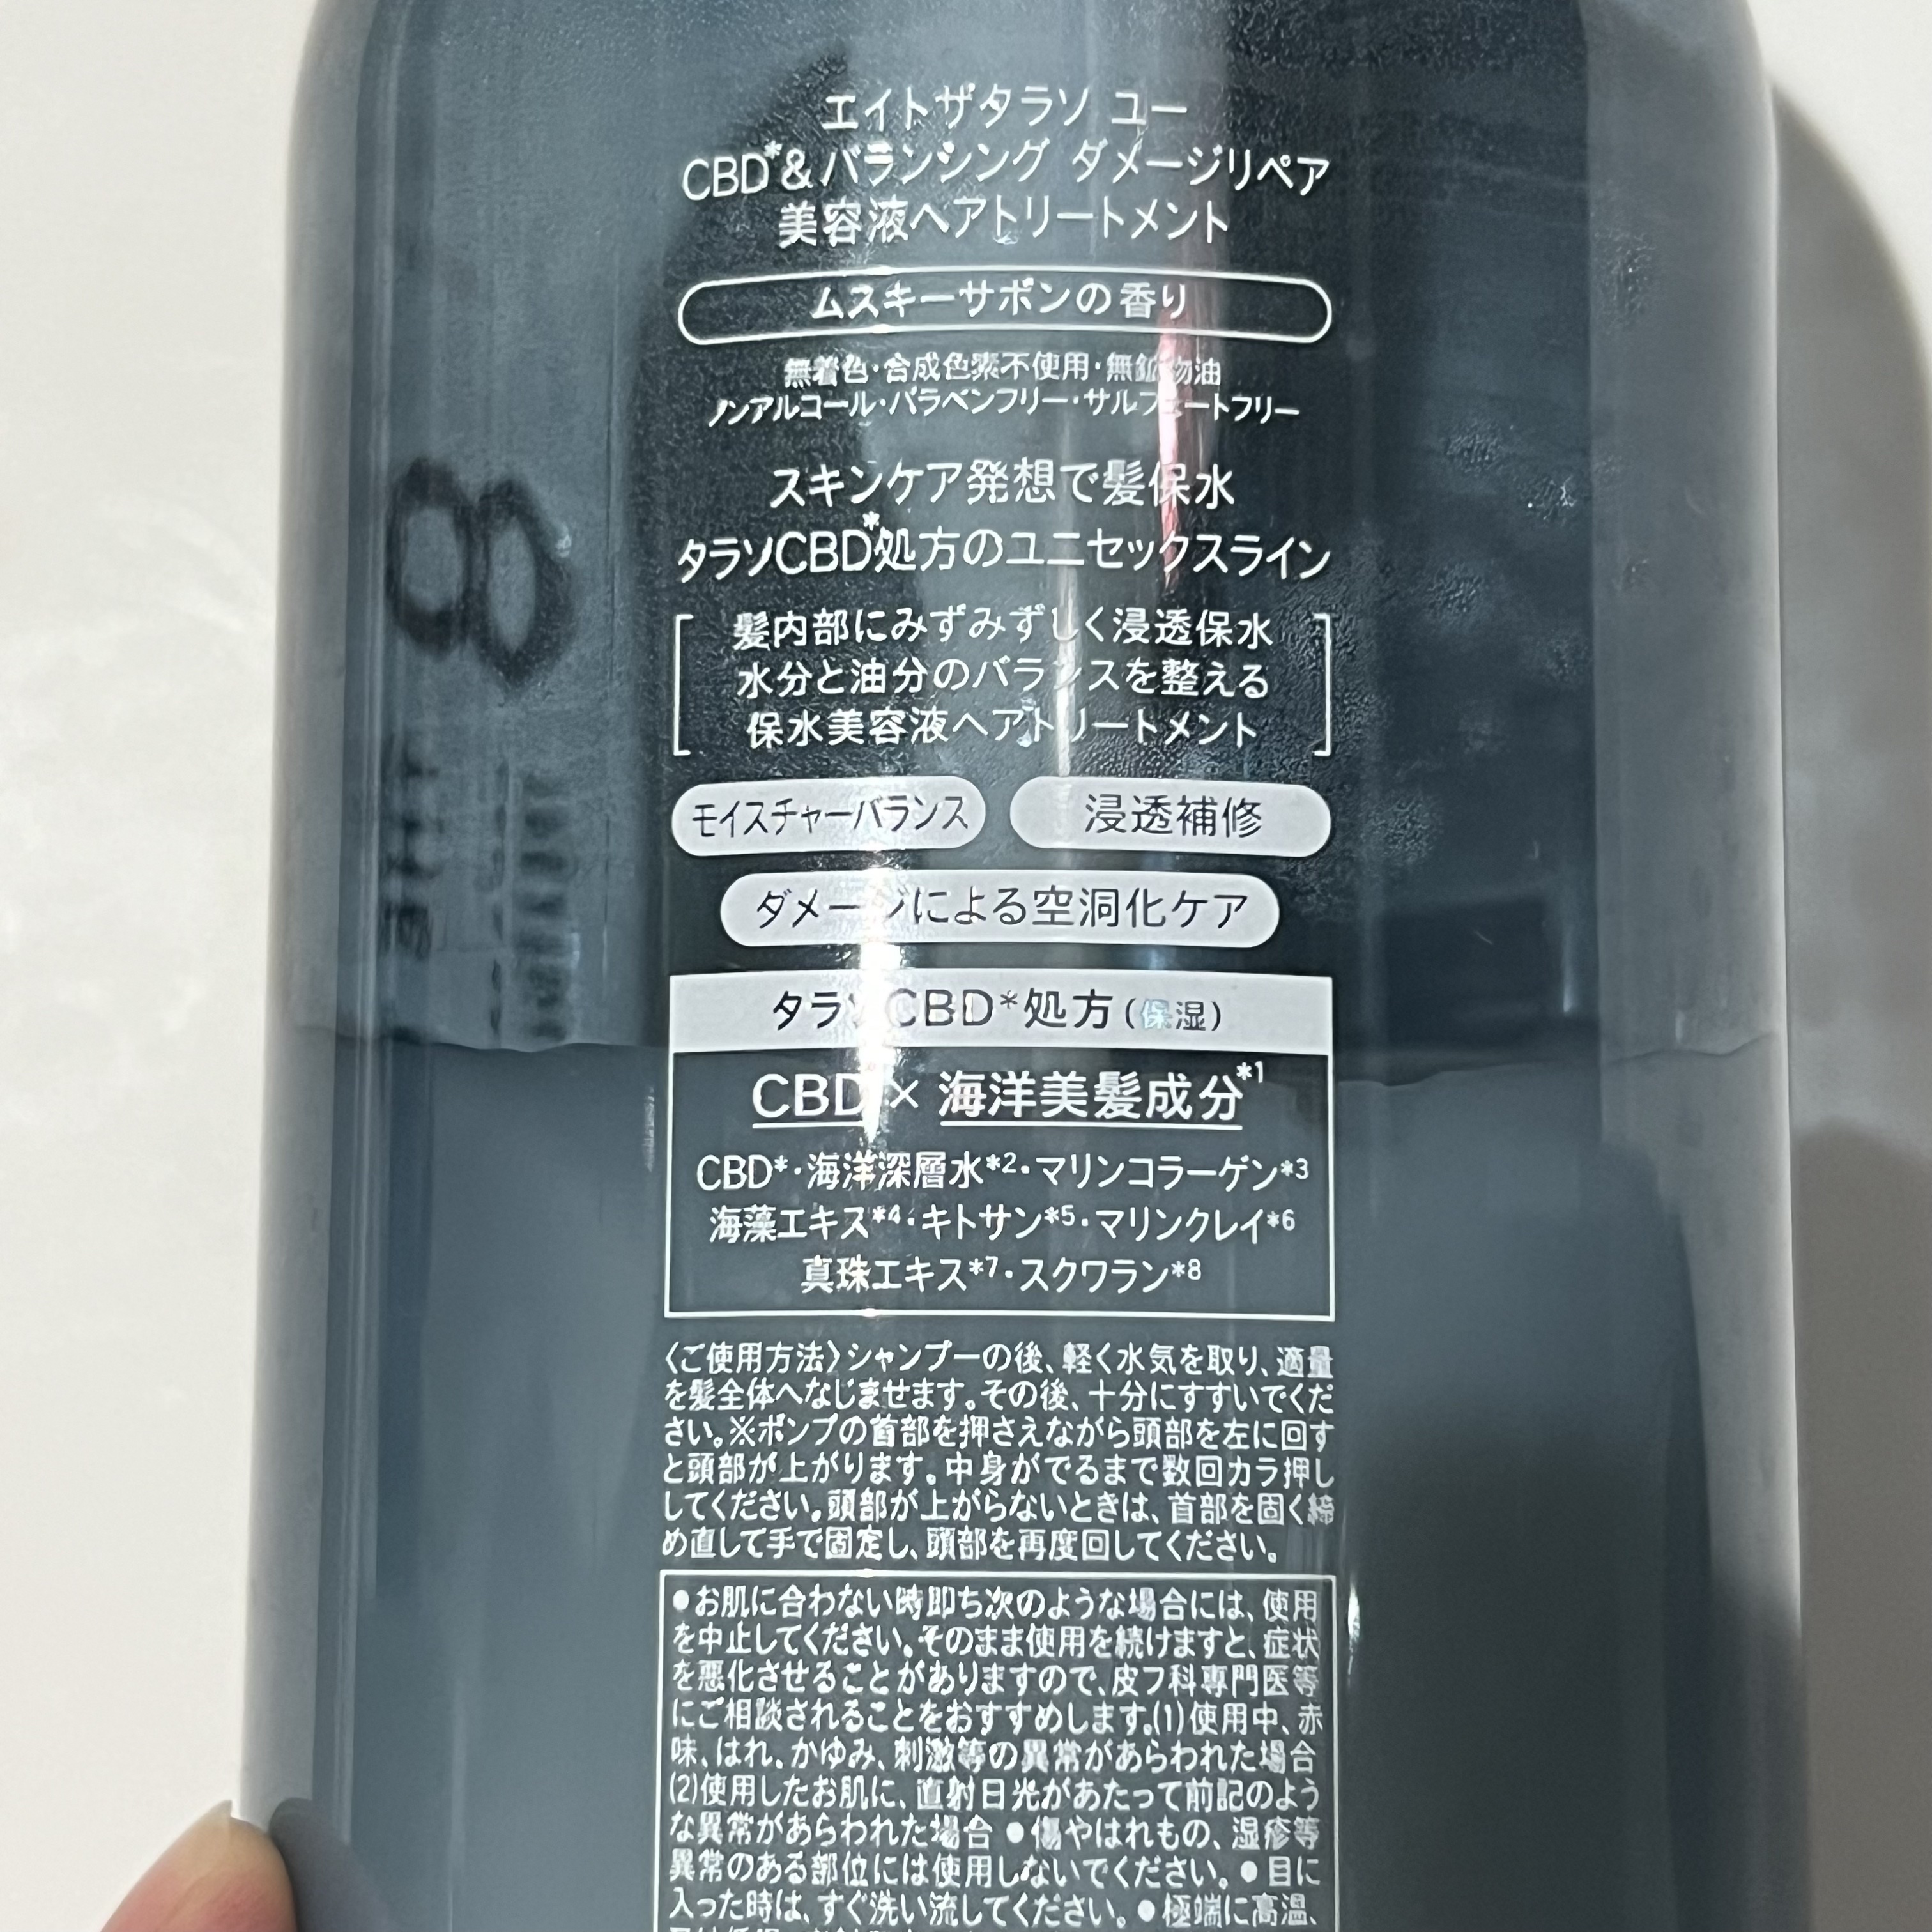 エイトザタラソ ユー
CBD*&バランシング ダメージリペア
美容液ヘアトリートメント
ムスキーサボンの香り
無着色・合成色素不使用・無鉱物油
ノンアルコール・パラベンフリー・サルフェートフリー
スキンケア発想で髪保水
タラソCBD*処方のユニセックスライン
髪内部にみずみずしく浸透保水
水分と油分のバランスを整える
保水美容液ヘアトリートメント
モイスチャーバランス 浸透補修
ダメージによる空洞化ケア
タラソCBD*処方(保湿)
CBD*×海洋美髪成分*1
CBD*・海洋深層水*2・マリンコラーゲン*3
海藻エキス*4・キトサン*5・マリンクレイ*6
真珠エキス*7・スクワラン*8
〈ご使用方法〉シャンプーの後、軽く水気を取り、適量
を髪全体へなじませます。その後、十分にすすいでくだ
さい。※ポンプの首部を押さえながら頭部を左に回す
と頭部が上がります。中身がでるまで数回カラ押し
してください。頭部が上がらないときは、首部を固く締
め直して手で固定し、頭部を再度回してください。
●お肌に合わない時即ち次のような場合には、使用
を中止してください。そのまま使用を続けますと、症状
を悪化させることがありますので、皮フ科専門医等
にご相談されることをおすすめします。(1)使用中、赤
味、はれ、かゆみ、刺激等の異常があらわれた場合
(2)使用したお肌に、直射日光があたって前記のよう
な異常があらわれた場合 ●傷やはれもの、湿疹等
異常のある部位には使用しないでください。●目に
入った時は、すぐ洗い流してください。●極端に高温、